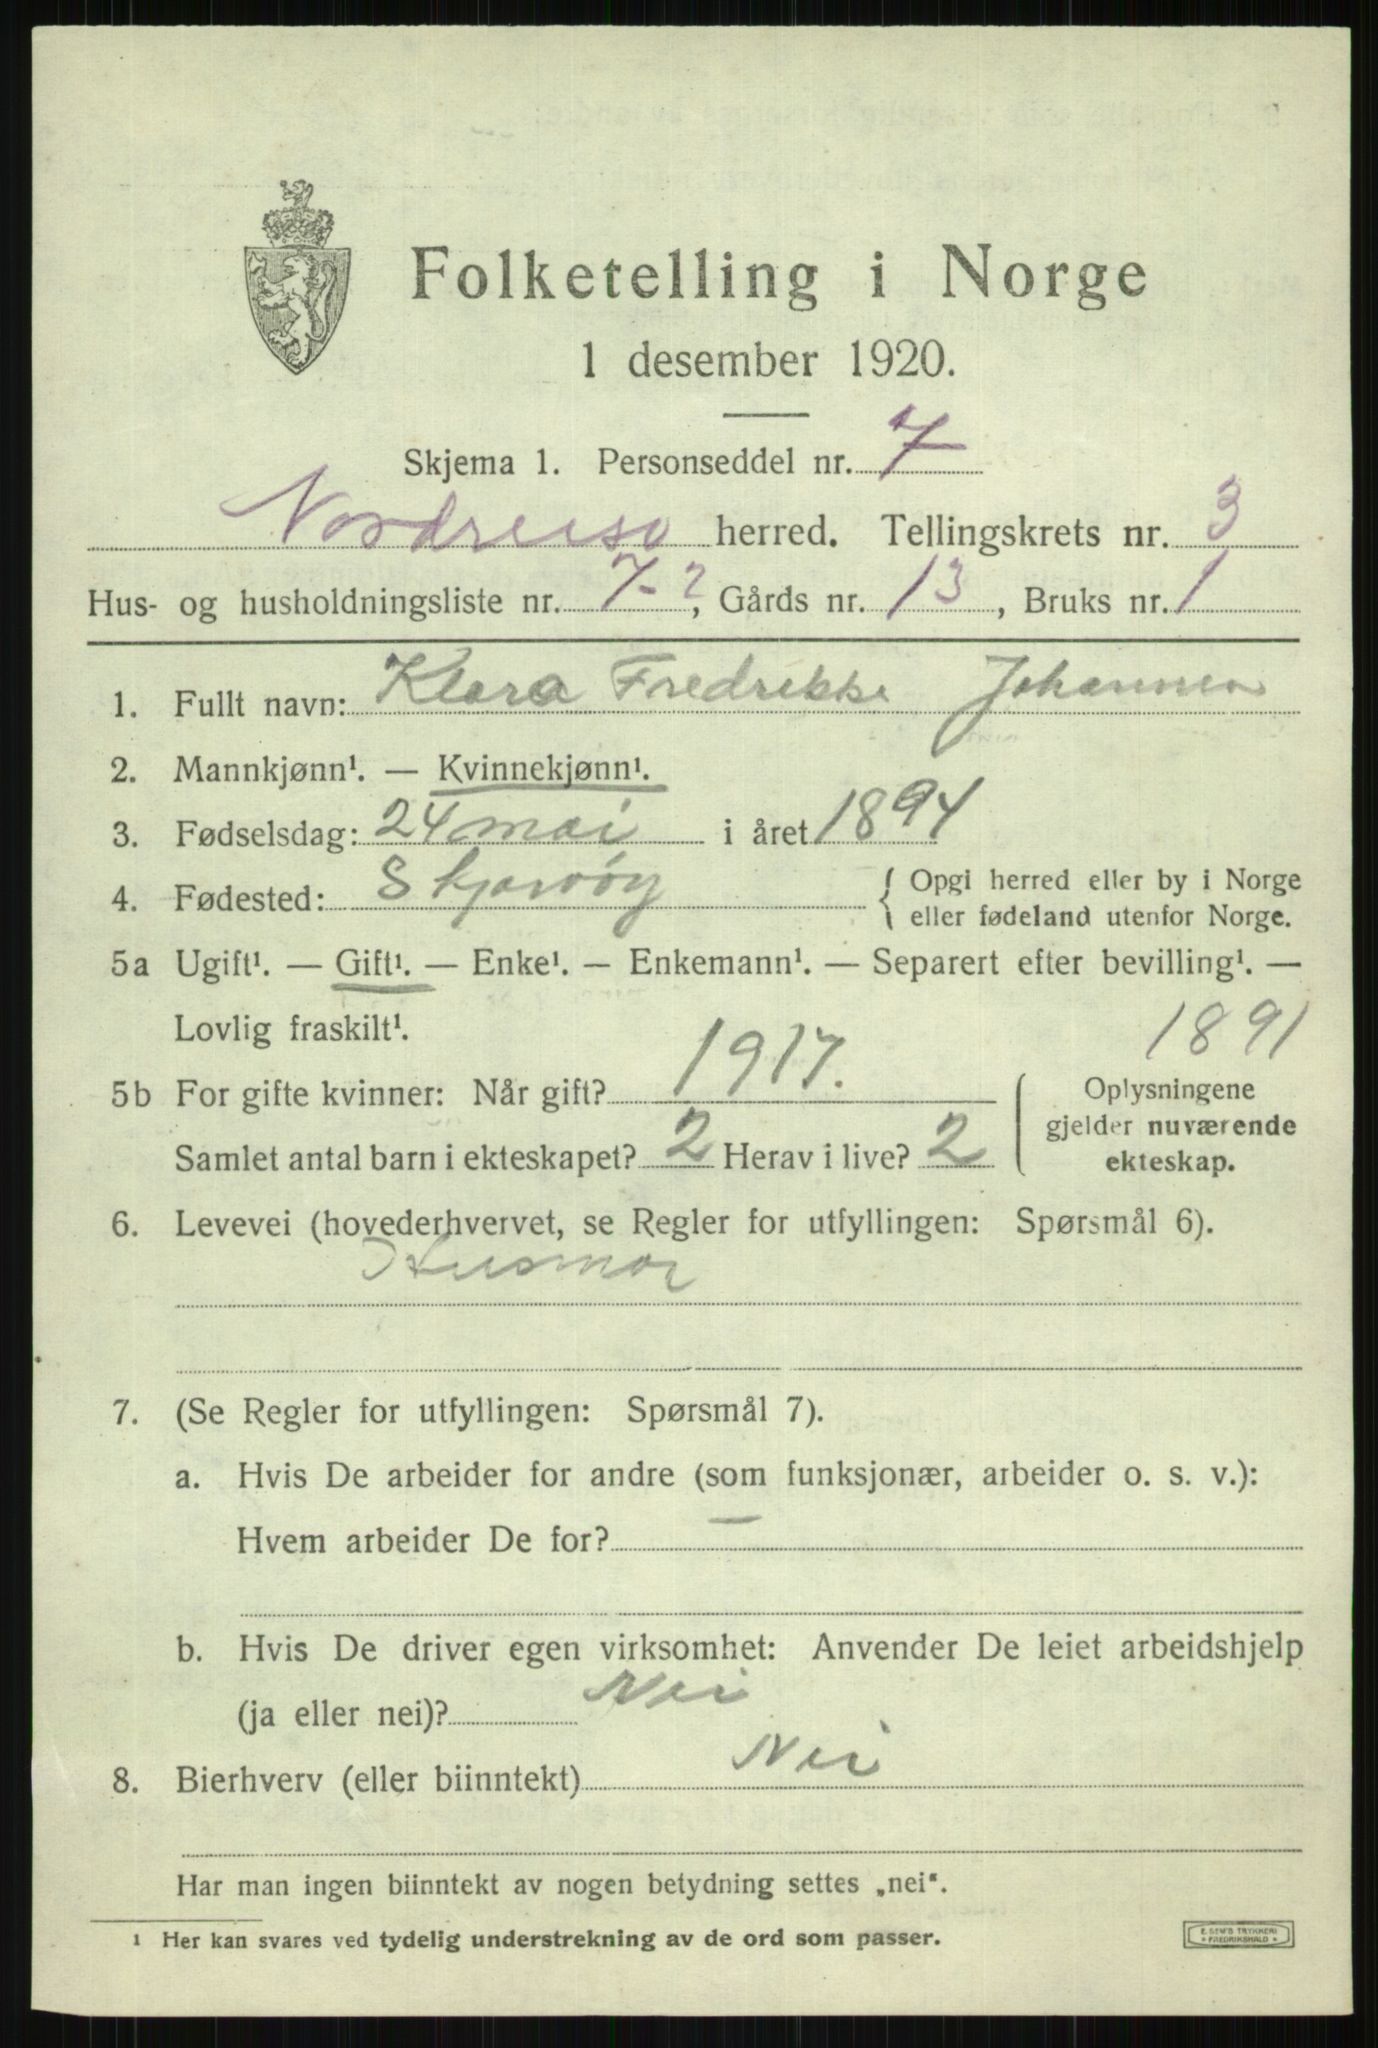 Folketelling i Norge
1 desember 1920.
Skjema 1. Personseddel nr. 7
Nordreisa herred. Tellingskrets nr. 3
Hus- og husholdningsliste nr. 7-2, Gårds nr. 13, Bruks nr. 1
1. Fullt navn: Klara Fredrikke Johannesen
2. Mannkjønn¹. — Kvinnekjønn¹.
3. Fødselsdag: 24 mai i året 1894
4. Fødested: Skjervöy { Opgi herred eller by i Norge
eller fødeland utenfor Norge.
5a Ugift¹. — Gift¹. — Enke¹. — Enkemann¹. — Separert efter bevilling¹. —
Lovlig fraskilt¹.
1891
5b For gifte kvinner: Når gift? 1917.
Samlet antal barn i ekteskapet? 2 Herav i live? 2
Oplysningene
gjelder nuværende
ekteskap.
6. Levevei (hovederhvervet, se Regler for utfyllingen: Spørsmål 6).
Husmor
7. (Se Regler for utfyllingen: Spørsmål 7).
a. Hvis De arbeider for andre (som funksjonær, arbeider o. s. v.):
Hvem arbeider De for? —
b. Hvis De driver egen virksomhet: Anvender De leiet arbeidshjelp
(ja eller nei)? Nei
8. Bierhverv (eller biinntekt) Nei
Har man ingen biinntekt av nogen betydning settes „nei".
¹ Her kan svares ved tydelig understrekning av de ord som passer.
E. SEM'S TRYKKERI
* FREDRIKSHALD *